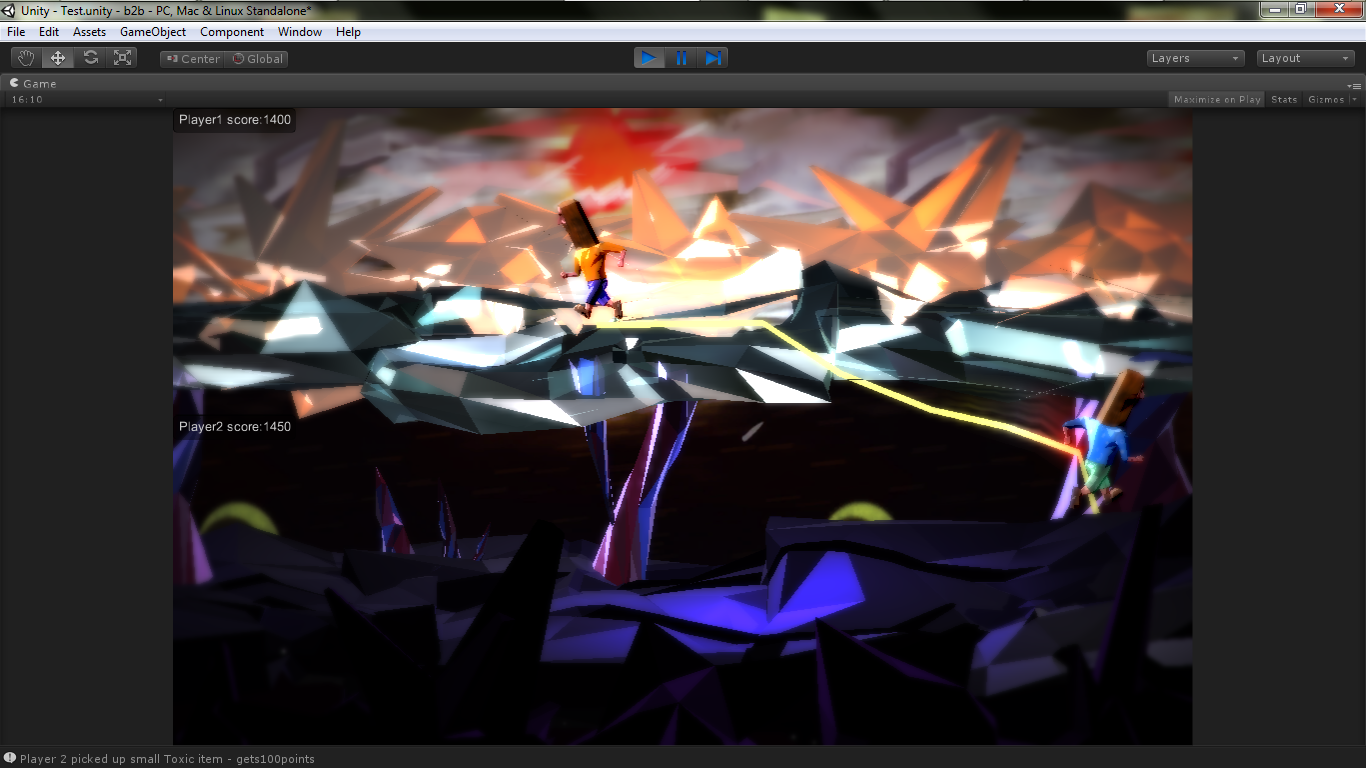 Unity - Test.unity - b2b - PC, Mac & Linux Standalone*
File Edit Assets GameObject Component Window Help
Center Global Layers Layout
Game
16:10 Maximize on Play Stats Gizmos
Player1 score:1400
Player2 score:1450
Player 2 picked up small Toxic item - gets100points